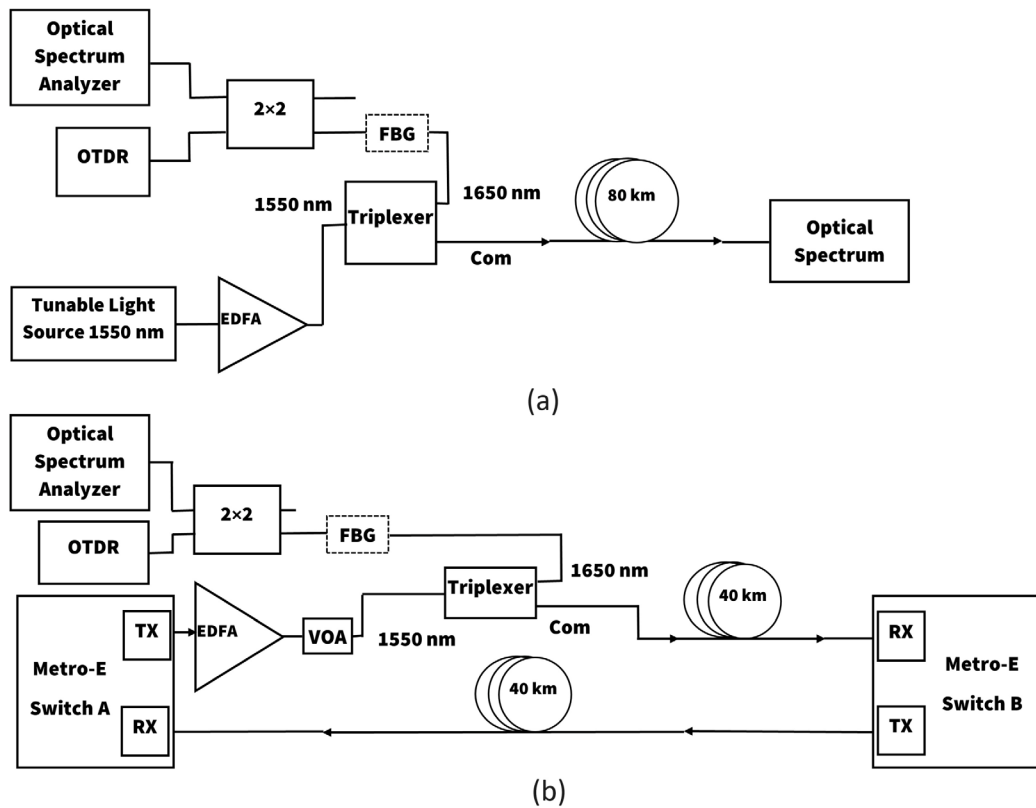 Optical
Spectrum
Analyzer
2×2
OTDR
FBG
1550 nm
Triplexer
1650 nm
80 km
Com
Optical
Spectrum
Tunable Light
Source 1550 nm
EDFA
(a)
Optical
Spectrum
Analyzer
2×2
OTDR
FBG
1650 nm
Triplexer
40 km
TX
EDFA
VOA
1550 nm
Com
RX
Metro-E
Switch A
RX
40 km
Metro-E
Switch B
TX
(b)